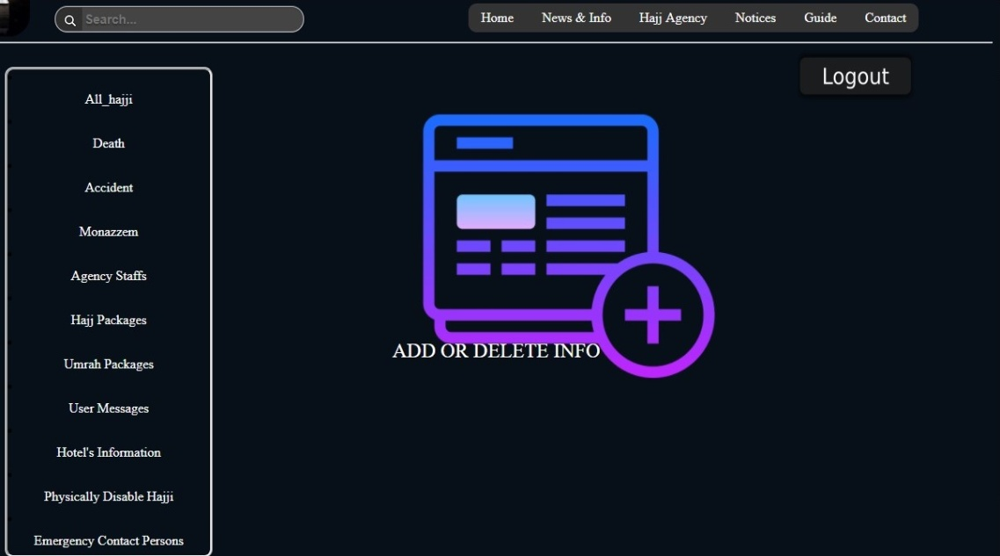 Search...
Home News & Info Hajj Agency Notices Guide Contact
Logout
All_hajji
Death
Accident
Monazzem
Agency Staffs
Hajj Packages
Umrah Packages
User Messages
Hotel's Information
Physically Disable Hajji
Emergency Contact Persons
ADD OR DELETE INFO